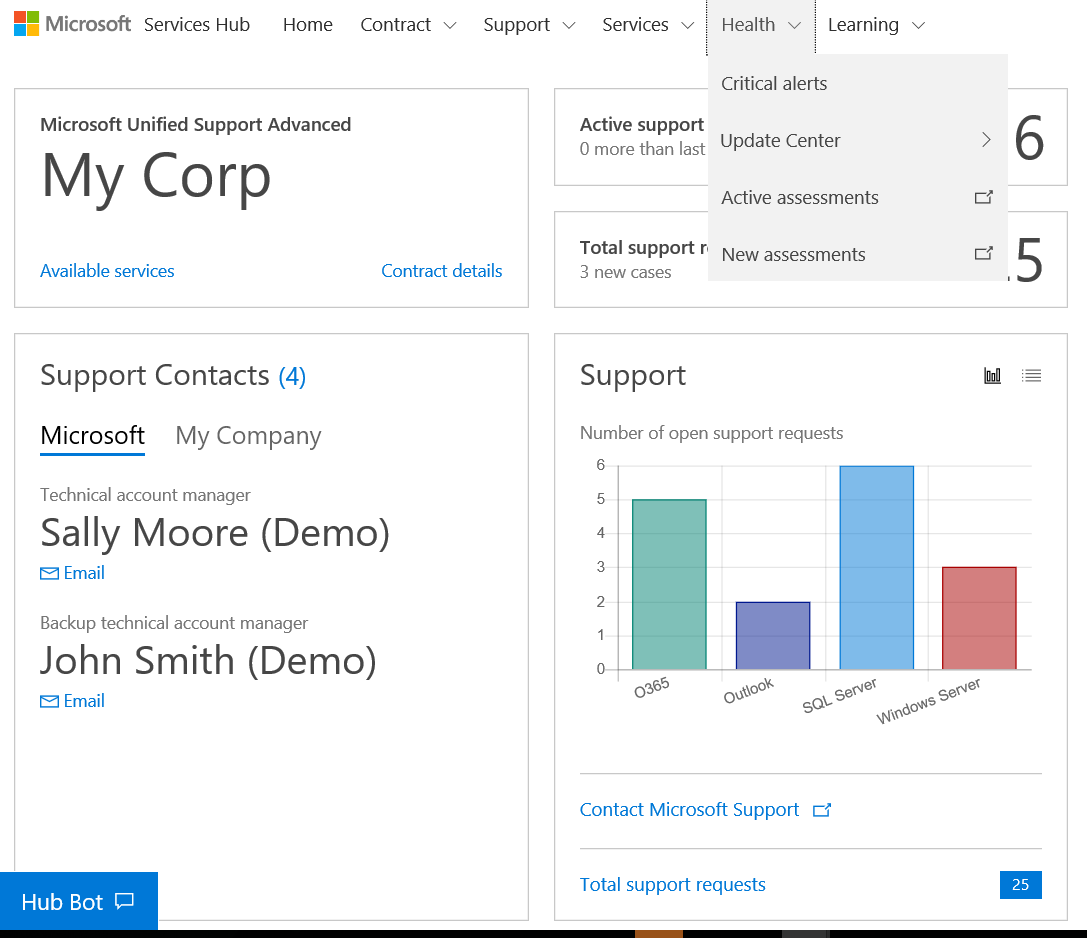 Microsoft Services Hub Home Contract Support Services Health Learning
Critical alerts
Update Center
Active assessments
New assessments
Microsoft Unified Support Advanced
My Corp
Available services Contract details
Active support
0 more than last
6
Total support
3 new cases
5
Support Contacts (4)
Microsoft My Company
Technical account manager
Sally Moore (Demo)
Email
Backup technical account manager
John Smith (Demo)
Email
Support
Number of open support requests
6
5
4
3
2
1
0
O365
Outlook
SQL Server
Windows Server
Contact Microsoft Support
Total support requests 25
Hub Bot